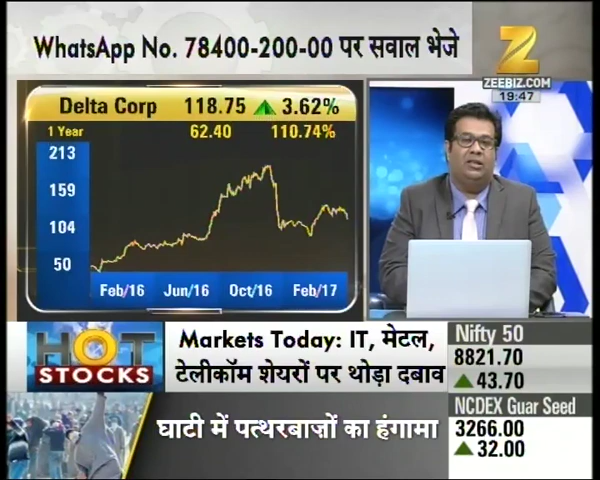 WhatsApp No. 78400-200-00 पर सवाल भेजे
Z
ZEEBIZ.COM
19:47
Delta Corp 118.75 3.62%
1 Year 62.40 110.74%
213
159
104
50
Feb/16 Jun/16 Oct/16 Feb/17
HOT
STOCKS
Markets Today: IT, मेटल,
टेलीकॉम शेयरों पर थोड़ा दबाव
Nifty 50
8821.70
43.70
घाटी में पत्थरबाज़ों का हंगामा
NCDEX Guar Seed
3266.00
32.00